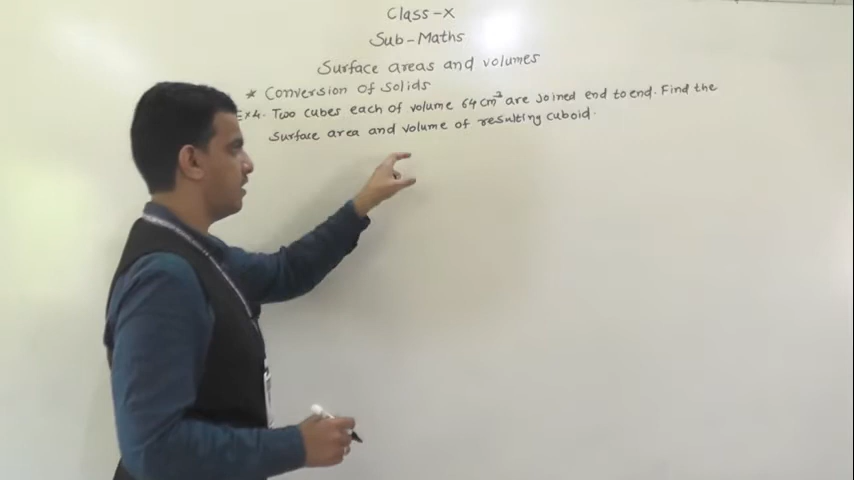 Class-X
Sub-Maths
Surface areas and volumes
* Conversion of solids
Ex4. Two cubes each of volume 64 cm³ are joined end to end. Find the
Surface area and volume of resulting cuboid.